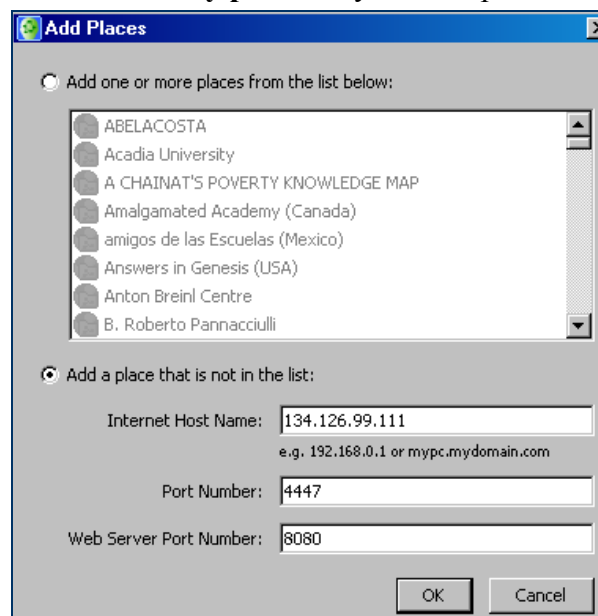 Add Places
Add one or more places from the list below:
ABELACOSTA
Acadia University
A CHAINAT'S POVERTY KNOWLEDGE MAP
Amalgamated Academy (Canada)
amigos de las Escuelas (Mexico)
Answers in Genesis (USA)
Anton Breinl Centre
B. Roberto Pannacciulli
Add a place that is not in the list:
Internet Host Name: 134.126.99.111
e.g. 192.168.0.1 or mypc.mydomain.com
Port Number: 4447
Web Server Port Number: 8080
OK Cancel